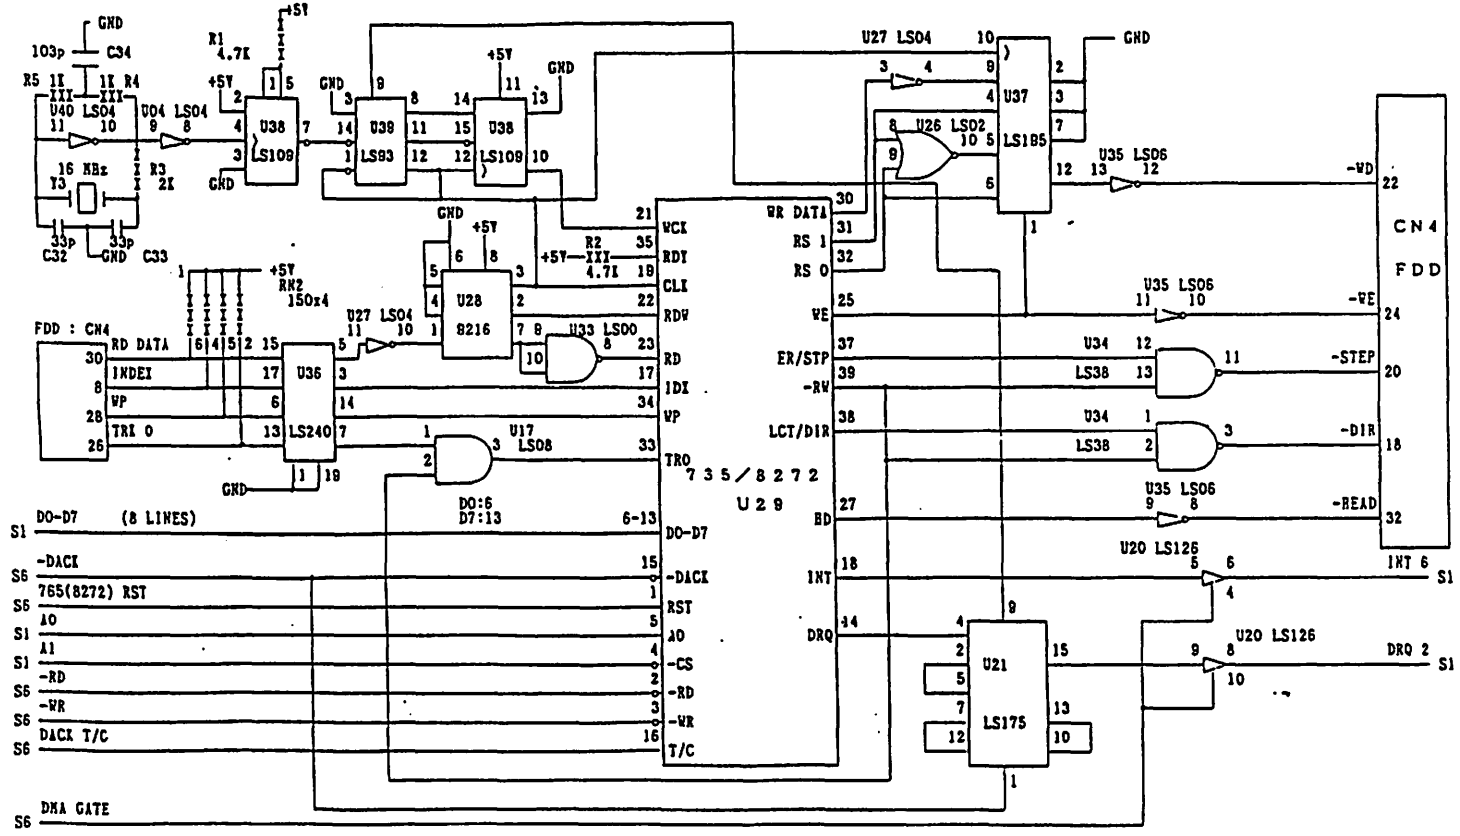 GND
+5V
103p C34
R1
4.7K
U27 LS04
10
GND
R5 1K 1K R4
+5V
GND
+5V
9
11
13
3 4
9
2
U40 LS04 U04 LS04
1 5
2
3
8
14
4
U37
3
11 10 9 8
4
U38
7
14
U39
11
15
U38
8 U26 LS02
7
3
LS109
1
LS93
12
12
LS109
10
9
10 5
LS195
16 MHz
R3
2K
GND
12
U35 LS06
13 12
-WD
22
Y3
6
30
33p 33p
C32 GND C33
GND
+5V
21
WCK
WR DATA
31
1
CN4
R2
35
RS 1
1 +5V
6
8
+5V
RDY
32
RN2
5
3
4.7K
19
CLK
RS 0
FDD
150x4
4
U28
2
22
RDW
25
WE
U35 LS06
11 10
-WE
24
U27 LS04
8216
FDD : CN4
11 10
1
7 9
U33 LS00
RD DATA 6 4 5 2
30
15
5
10
8
23
RD
37
ER/STP
12
U34
11
-STEP
INDEX
8
17
U36
3
17
IDX
39
-RW
LS38 13
20
WP
28
6
14
34
WP
38
1
U34
TRK 0
26
13
LS240
7
1
U17
LCT/DIR
LS38 2
3
-DIR
18
1 19
2
3 LS08
33
TRO
GND
735/8272
U29
U35 LS06
D0:6
D7:13
27
HD
9 8
-HEAD
32
S1 D0-D7 (8 LINES)
6-13
D0-D7
U20 LS126
S6 -DACK
15
-DACK
18
INT
5 6
4
INT 6
S1
S6 765(8272) RST
1
RST
9
S1 A0
5
A0
14
DRQ
4
U20 LS126
S1 A1
4
-CS
2
U21
15
9 8
10
DRQ 2
S1
S6 -RD
2
-RD
5
S6 -WR
3
-WR
7
LS175
13
S6 DACK T/C
16
T/C
12
10
1
S6 DMA GATE